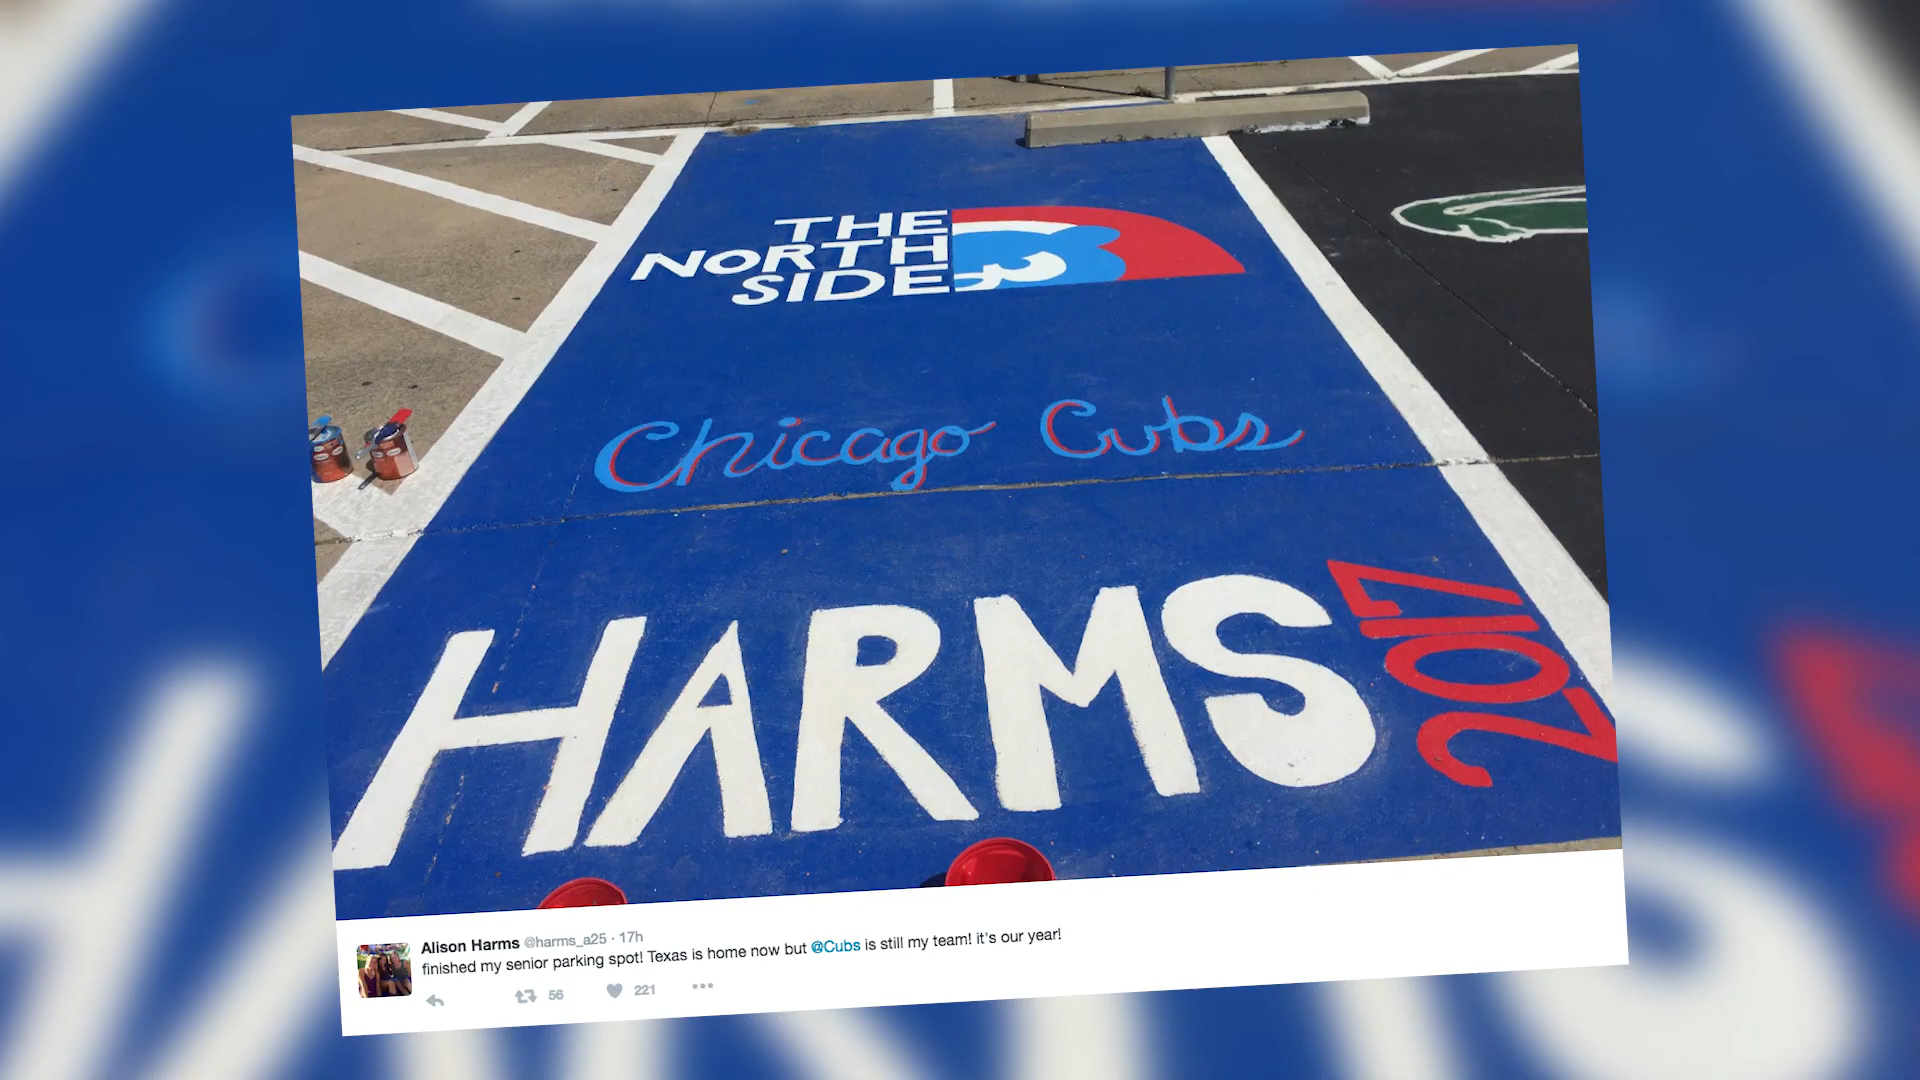 THE
NORTH
SIDE
Chicago Cubs
HARMS
2017
Alison Harms @harms_a25 · 17h
finished my senior parking spot! Texas is home now but @Cubs is still my team! it's our year!
56 221